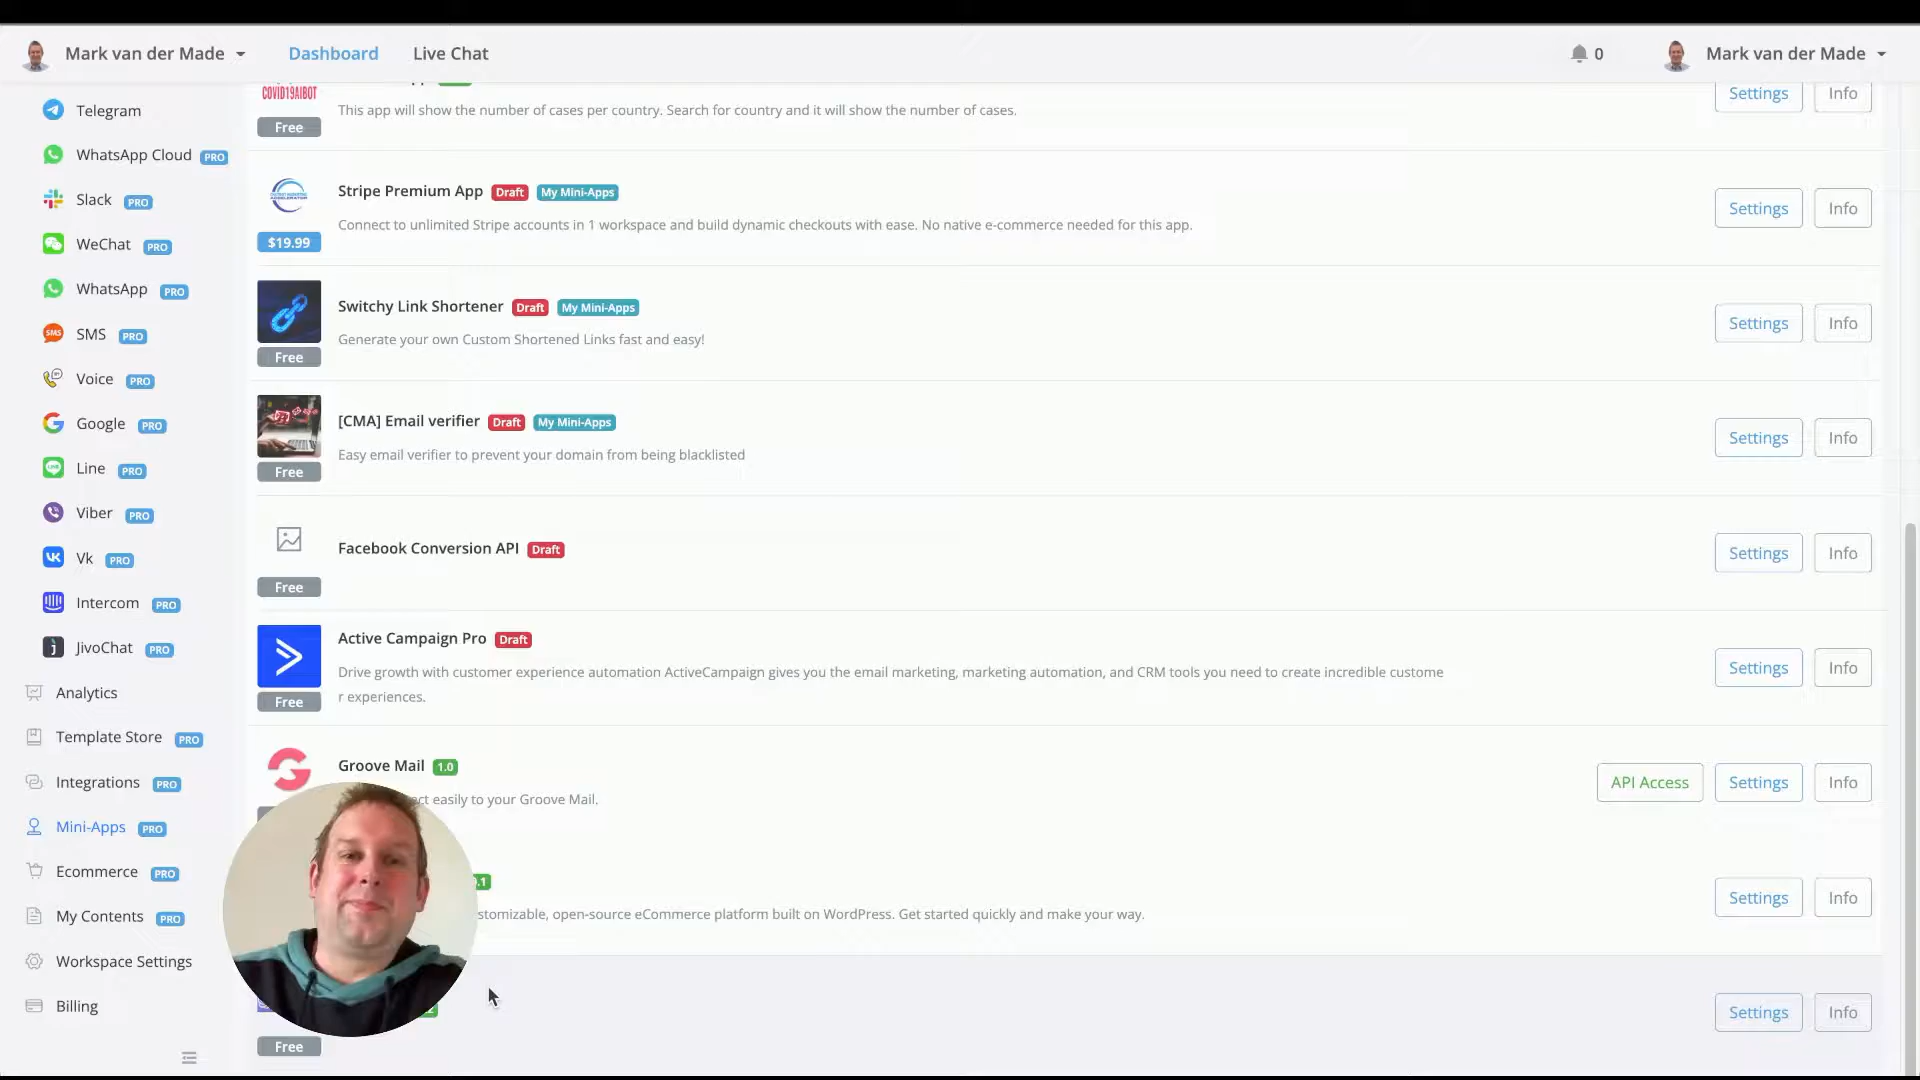 Mark van der Made
Dashboard
Live Chat
0
Mark van der Made
Telegram
WhatsApp Cloud PRO
Slack PRO
WeChat PRO
WhatsApp PRO
SMS PRO
Voice PRO
Google PRO
Line PRO
Viber PRO
Vk PRO
Intercom PRO
JivoChat PRO
Analytics
Template Store PRO
Integrations PRO
Mini-Apps PRO
Ecommerce PRO
My Contents PRO
Workspace Settings
Billing
COVID19AIBOT
Free
This app will show the number of cases per country. Search for country and it will show the number of cases.
Settings Info
$19.99
Stripe Premium App Draft My Mini-Apps
Connect to unlimited Stripe accounts in 1 workspace and build dynamic checkouts with ease. No native e-commerce needed for this app.
Settings Info
Free
Switchy Link Shortener Draft My Mini-Apps
Generate your own Custom Shortened Links fast and easy!
Settings Info
Free
[CMA] Email verifier Draft My Mini-Apps
Easy email verifier to prevent your domain from being blacklisted
Settings Info
Free
Facebook Conversion API Draft
Settings Info
Free
Active Campaign Pro Draft
Drive growth with customer experience automation ActiveCampaign gives you the email marketing, marketing automation, and CRM tools you need to create incredible custome
r experiences.
Settings Info
Groove Mail 1.0
easily to your Groove Mail.
API Access Settings Info
open-source eCommerce platform built on WordPress. Get started quickly and make your way.
Settings Info
Free
Settings Info